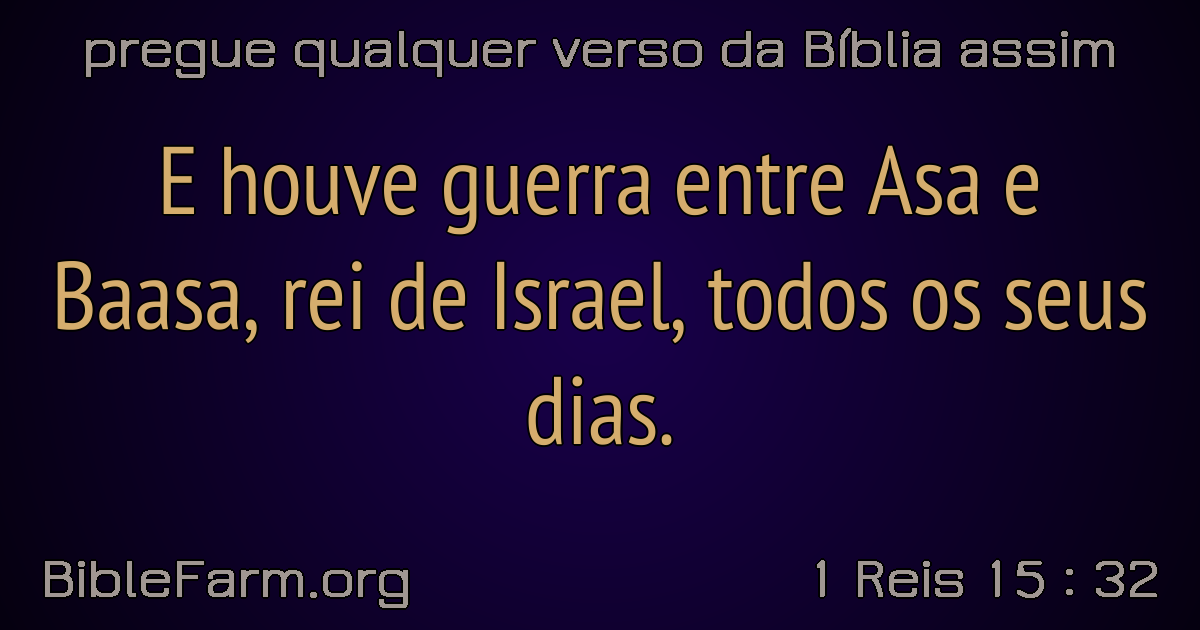 pregue qualquer verso da Bíblia assim
E houve guerra entre Asa e
Baasa, rei de Israel, todos os seus
dias.
BibleFarm.org
1 Reis 15 : 32